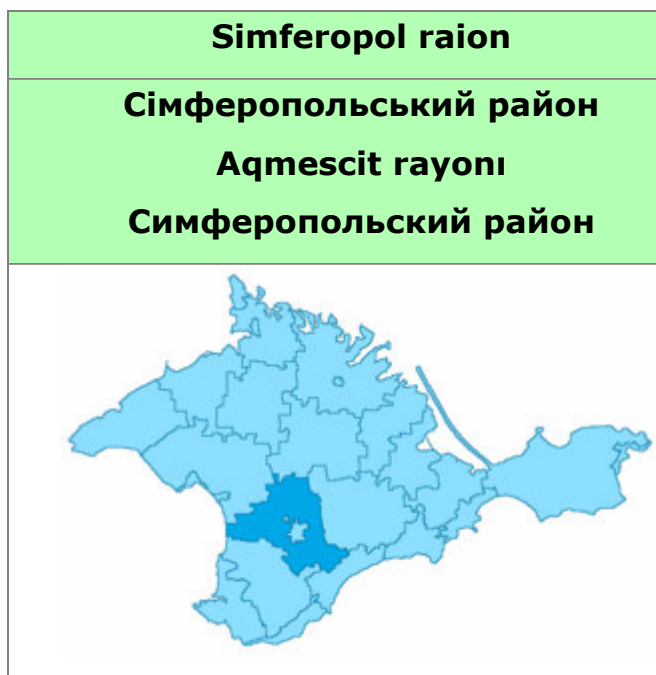 Simferopol raion
Сімферопольський район
Aqmescit rayonı
Симферопольский район